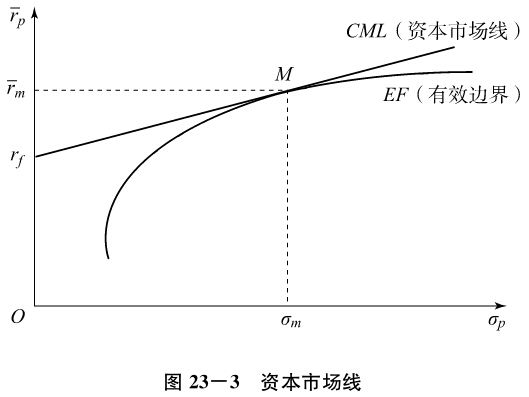 r̄p
CML（资本市场线）
M
r̄m
EF（有效边界）
rf
O
σm
σp
图 23-3 资本市场线